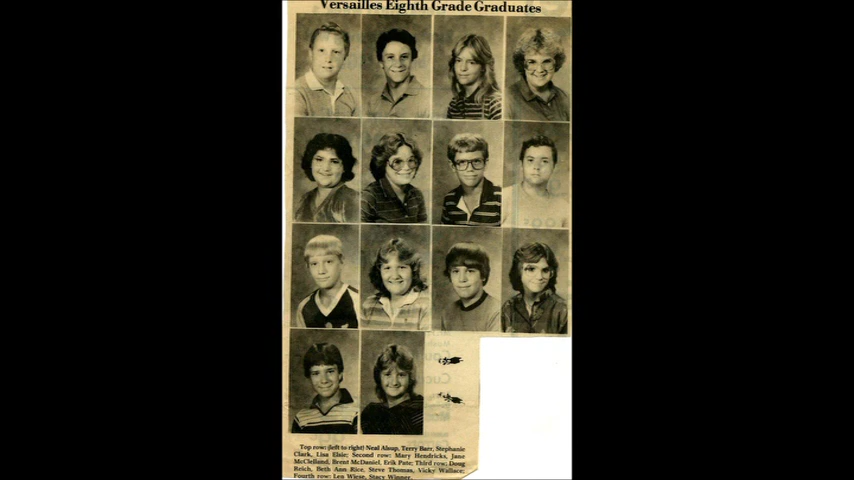 Versailles Eighth Grade Graduates
Top row: (left to right) Neal Alsup, Terry Barr, Stephanie
Clark, Lisa Elsie; Second row: Mary Hendricks, Jana
McClelland, Brent McDaniel, Erik Pate; Third row: Doug
Reich, Beth Ann Rice, Steve Thomas, Vicky Wallace;
Fourth row: Leo Wiese, Stacy Winner.